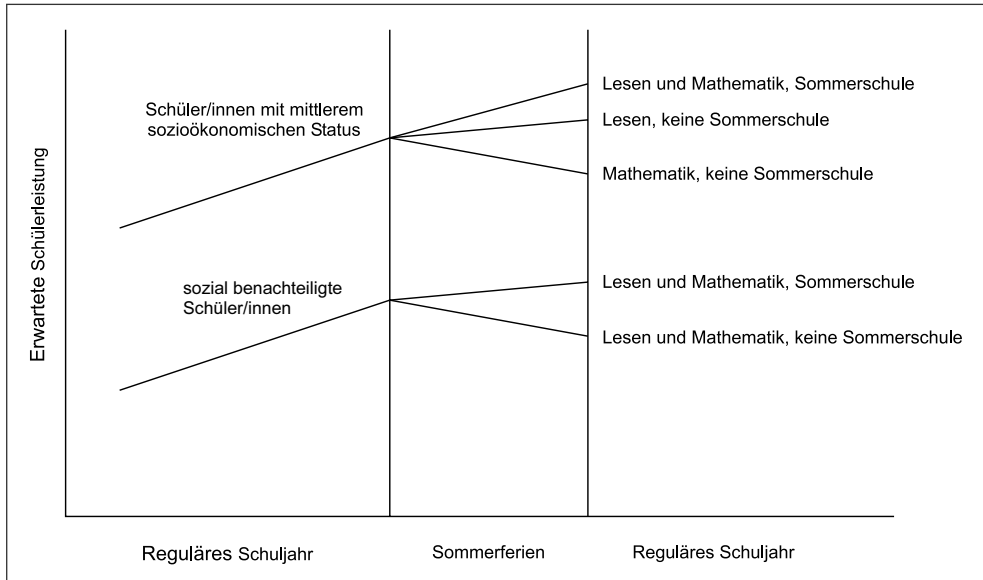 Erwartete Schülerleistung
Schüler/innen mit mittlerem
sozioökonomischen Status
Lesen und Mathematik, Sommerschule
Lesen, keine Sommerschule
Mathematik, keine Sommerschule
sozial benachteiligte
Schüler/innen
Lesen und Mathematik, Sommerschule
Lesen und Mathematik, keine Sommerschule
Reguläres Schuljahr
Sommerferien
Reguläres Schuljahr